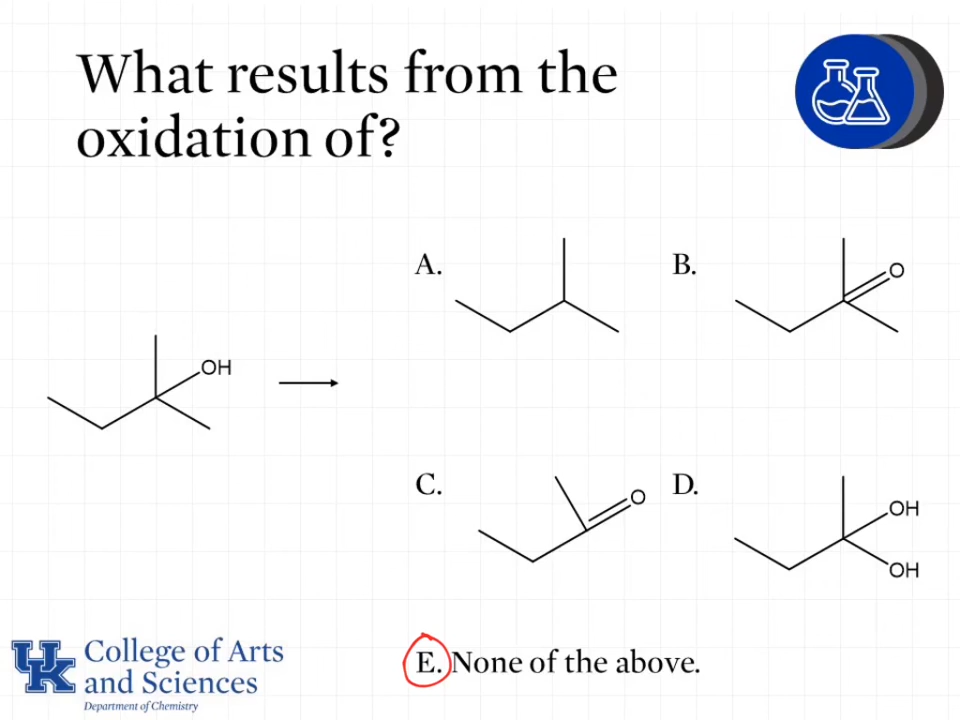 What results from the
oxidation of?
A.
B.
O
OH
C.
O
D.
OH
OH
E. None of the above.
UK
College of Arts
and Sciences
Department of Chemistry